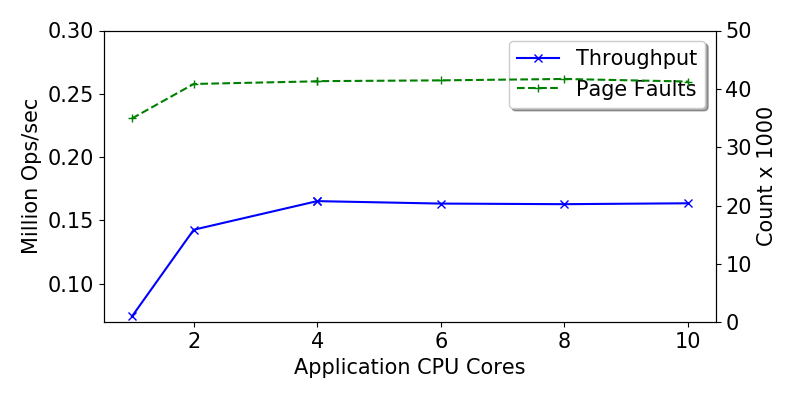 Throughput
Page Faults
Million Ops/sec
0.30
0.25
0.20
0.15
0.10
50
40
30
20
10
0
Count x 1000
2 4 6 8 10
Application CPU Cores